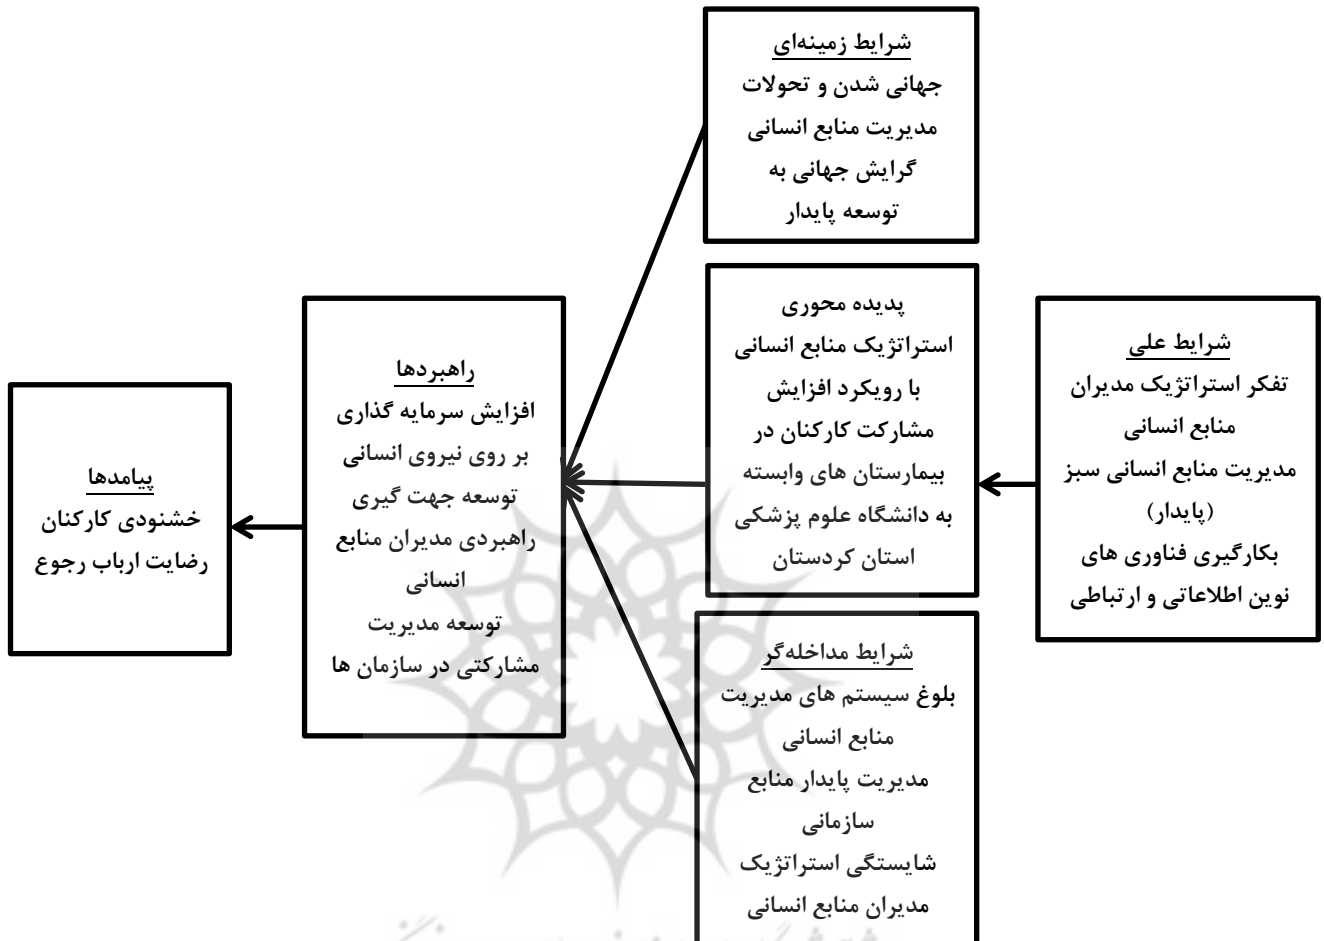 شرایط زمینه‌ای
جهانی شدن و تحولات
مدیریت منابع انسانی
گرایش جهانی به
توسعه پایدار
شرایط علی
تفکر استراتژیک مدیران
منابع انسانی
مدیریت منابع انسانی سبز
(پایدار)
بکارگیری فناوری های
نوین اطلاعاتی و ارتباطی
پدیده محوری
استراتژیک منابع انسانی
با رویکرد افزایش
مشارکت کارکنان در
بیمارستان های وابسته
به دانشگاه علوم پزشکی
استان کردستان
شرایط مداخله‌گر
بلوغ سیستم های مدیریت
منابع انسانی
مدیریت پایدار منابع
سازمانی
شایستگی استراتژیک
مدیران منابع انسانی
راهبردها
افزایش سرمایه گذاری
بر روی نیروی انسانی
توسعه جهت گیری
راهبردی مدیران منابع
انسانی
توسعه مدیریت
مشارکتی در سازمان ها
پیامدها
خشنودی کارکنان
رضایت ارباب رجوع